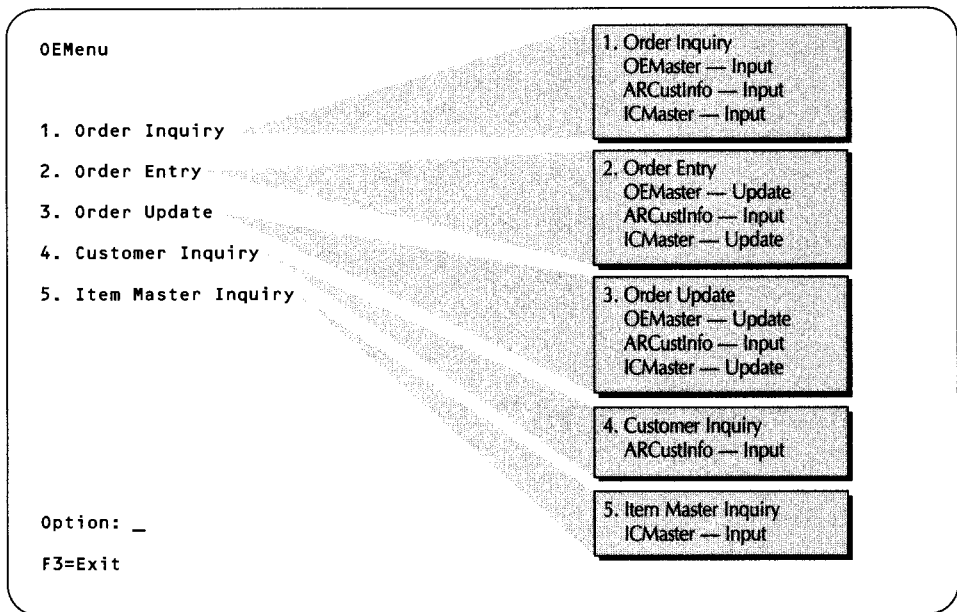 OEMenu
1. Order Inquiry
2. Order Entry
3. Order Update
4. Customer Inquiry
5. Item Master Inquiry
Option: _
F3=Exit
1. Order Inquiry
OEMaster — Input
ARCustInfo — Input
ICMaster — Input
2. Order Entry
OEMaster — Update
ARCustInfo — Input
ICMaster — Update
3. Order Update
OEMaster — Update
ARCustInfo — Input
ICMaster — Update
4. Customer Inquiry
ARCustInfo — Input
5. Item Master Inquiry
ICMaster — Input